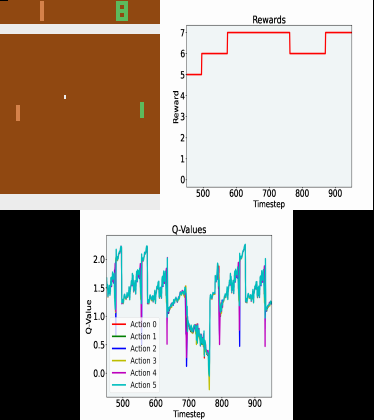 1 8
Rewards
7
6
5
4
3
2
1
0
Reward
500 600 700 800 900
Timestep
Q-Values
2.0
1.5
1.0
0.5
0.0
Q-Value
Action 0
Action 1
Action 2
Action 3
Action 4
Action 5
500 600 700 800 900
Timestep